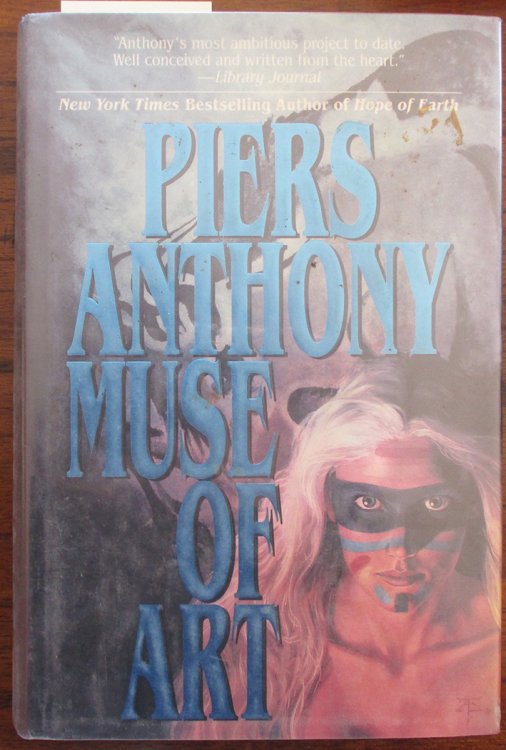 “Anthony’s most ambitious project to date.
Well conceived and written from the heart.”
—Library Journal
New York Times Bestselling Author of Hope of Earth
PIERS
ANTHONY
MUSE
OF
ART